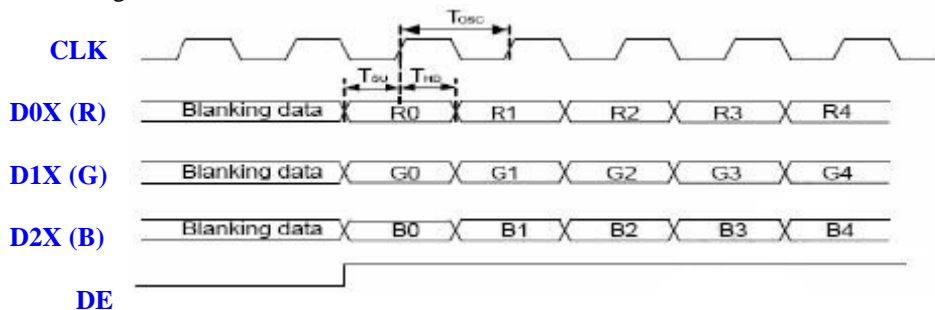 Tosc
CLK
Tsu THD
D0X (R) Blanking data R0 R1 R2 R3 R4
D1X (G) Blanking data G0 G1 G2 G3 G4
D2X (B) Blanking data B0 B1 B2 B3 B4
DE